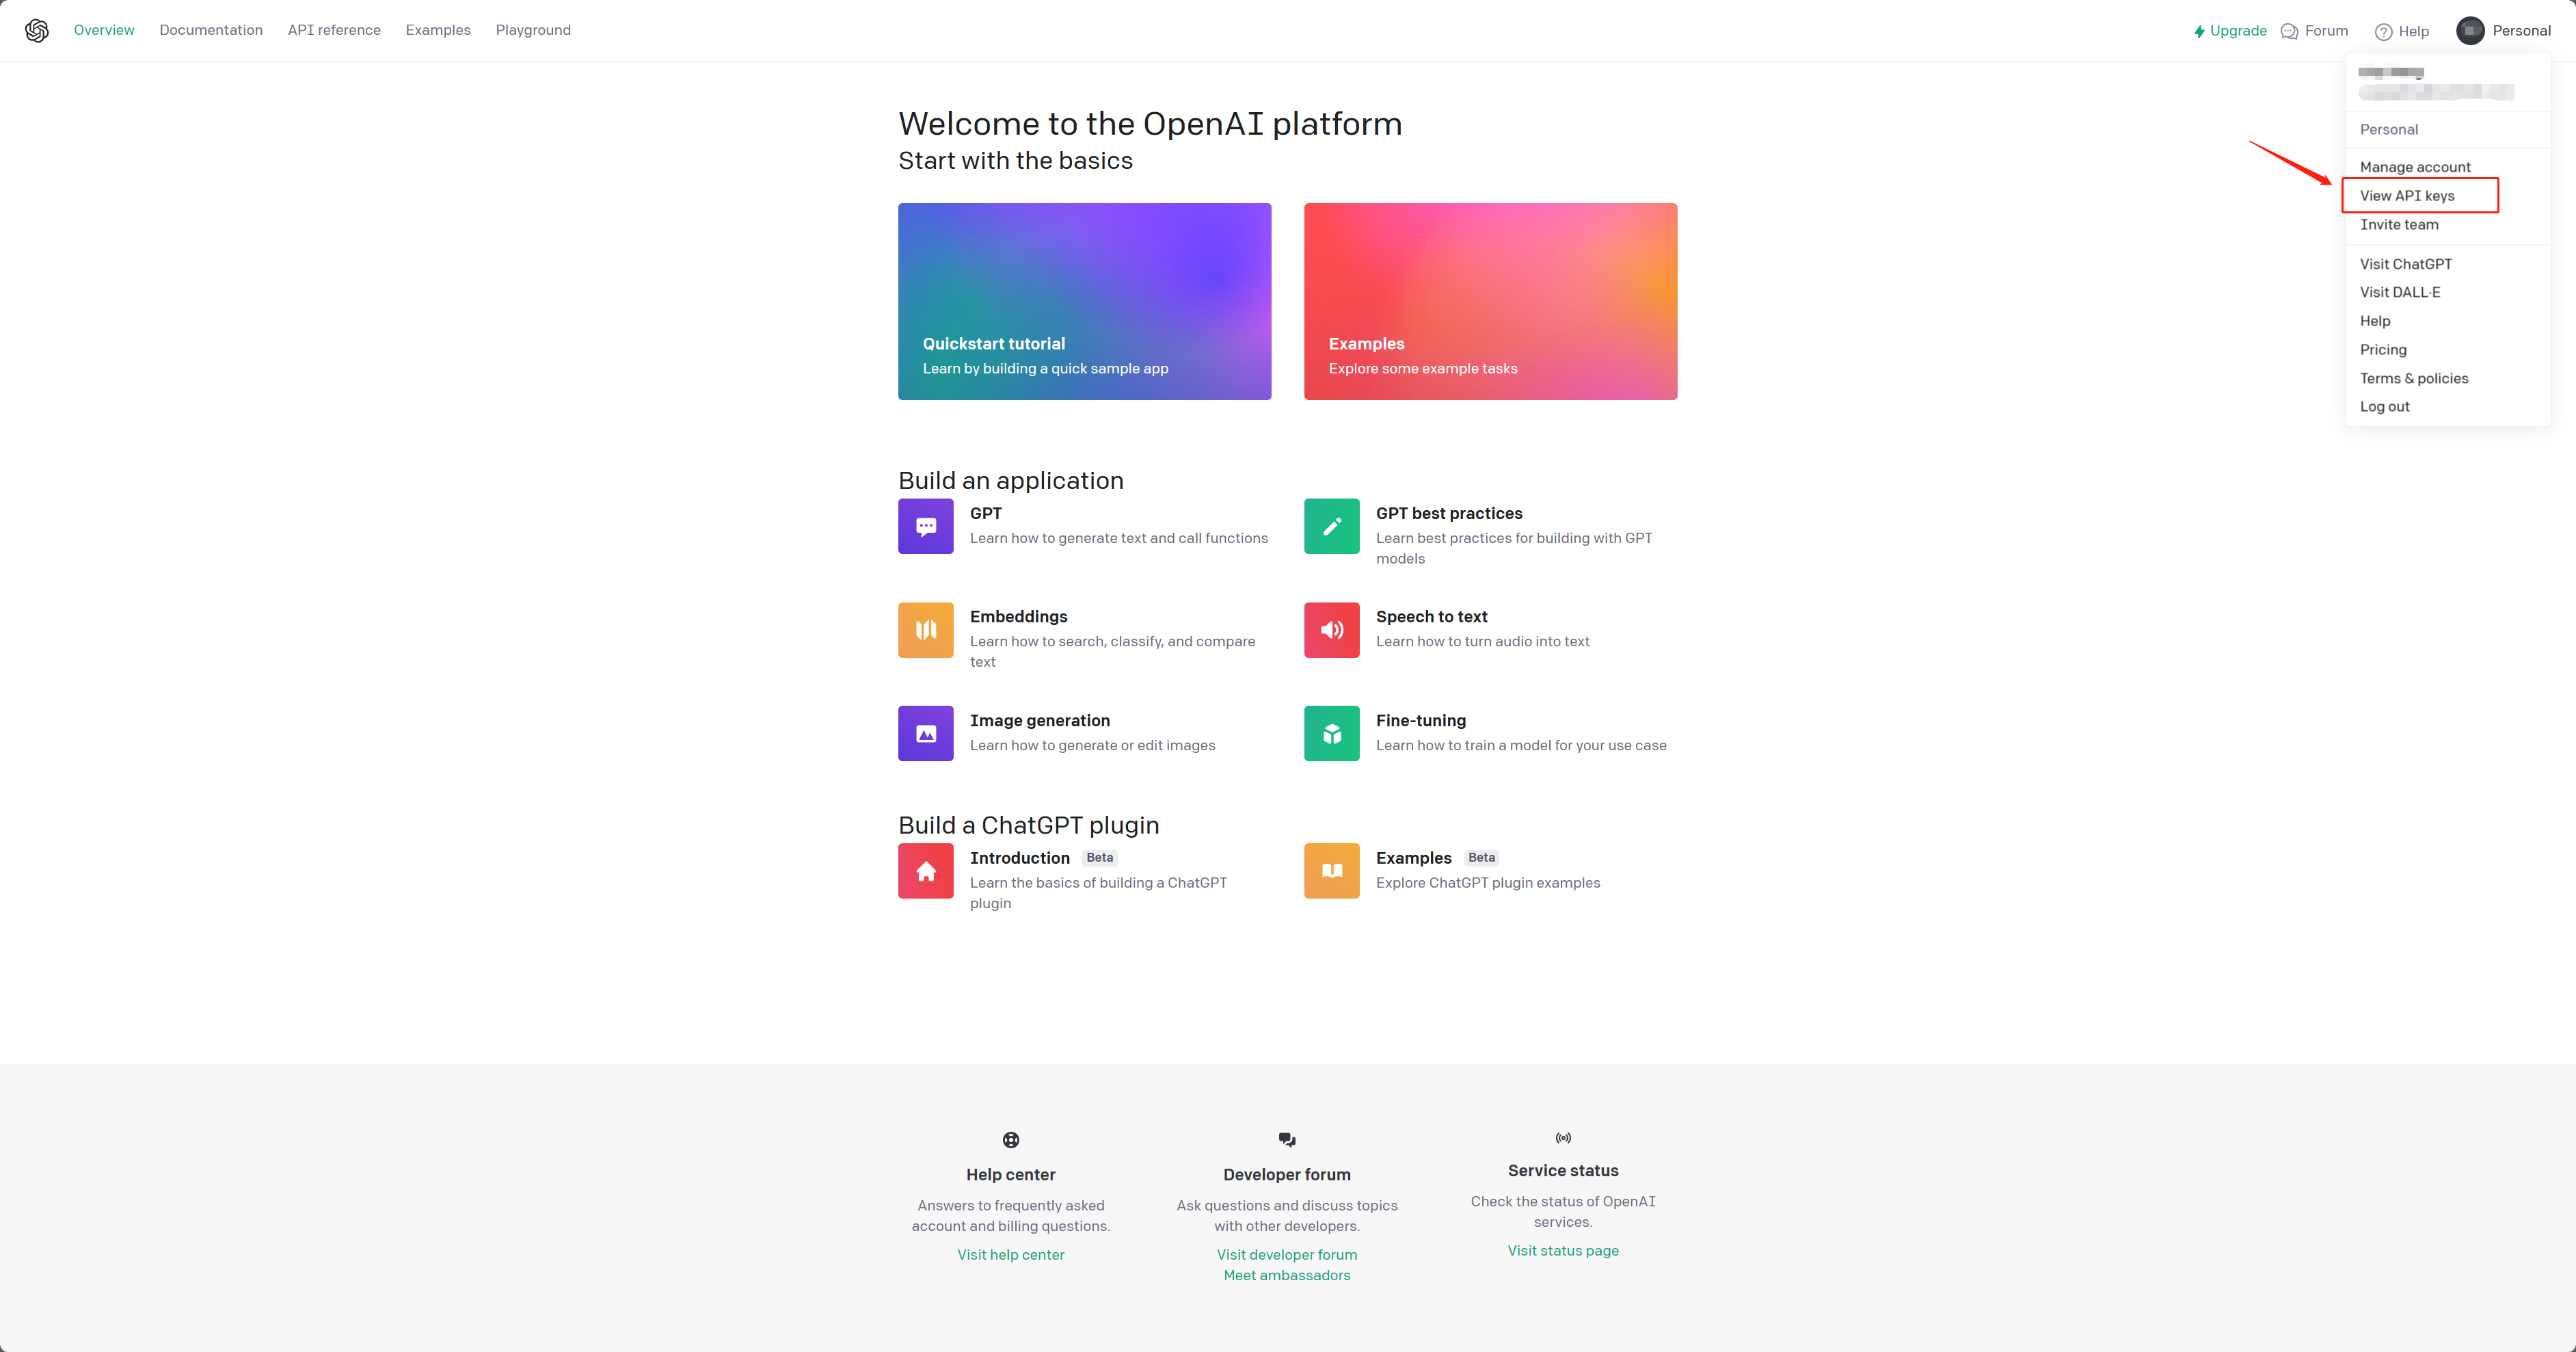 Overview Documentation API reference Examples Playground
Upgrade Forum Help Personal
Personal
Manage account
View API keys
Invite team
Visit ChatGPT
Visit DALL·E
Help
Pricing
Terms & policies
Log out
Welcome to the OpenAI platform
Start with the basics
Quickstart tutorial
Learn by building a quick sample app
Examples
Explore some example tasks
Build an application
GPT
Learn how to generate text and call functions
GPT best practices
Learn best practices for building with GPT
models
Embeddings
Learn how to search, classify, and compare
text
Speech to text
Learn how to turn audio into text
Image generation
Learn how to generate or edit images
Fine-tuning
Learn how to train a model for your use case
Build a ChatGPT plugin
Introduction Beta
Learn the basics of building a ChatGPT
plugin
Examples Beta
Explore ChatGPT plugin examples
Help center
Answers to frequently asked
account and billing questions.
Visit help center
Developer forum
Ask questions and discuss topics
with other developers.
Visit developer forum
Meet ambassadors
Service status
Check the status of OpenAI
services.
Visit status page